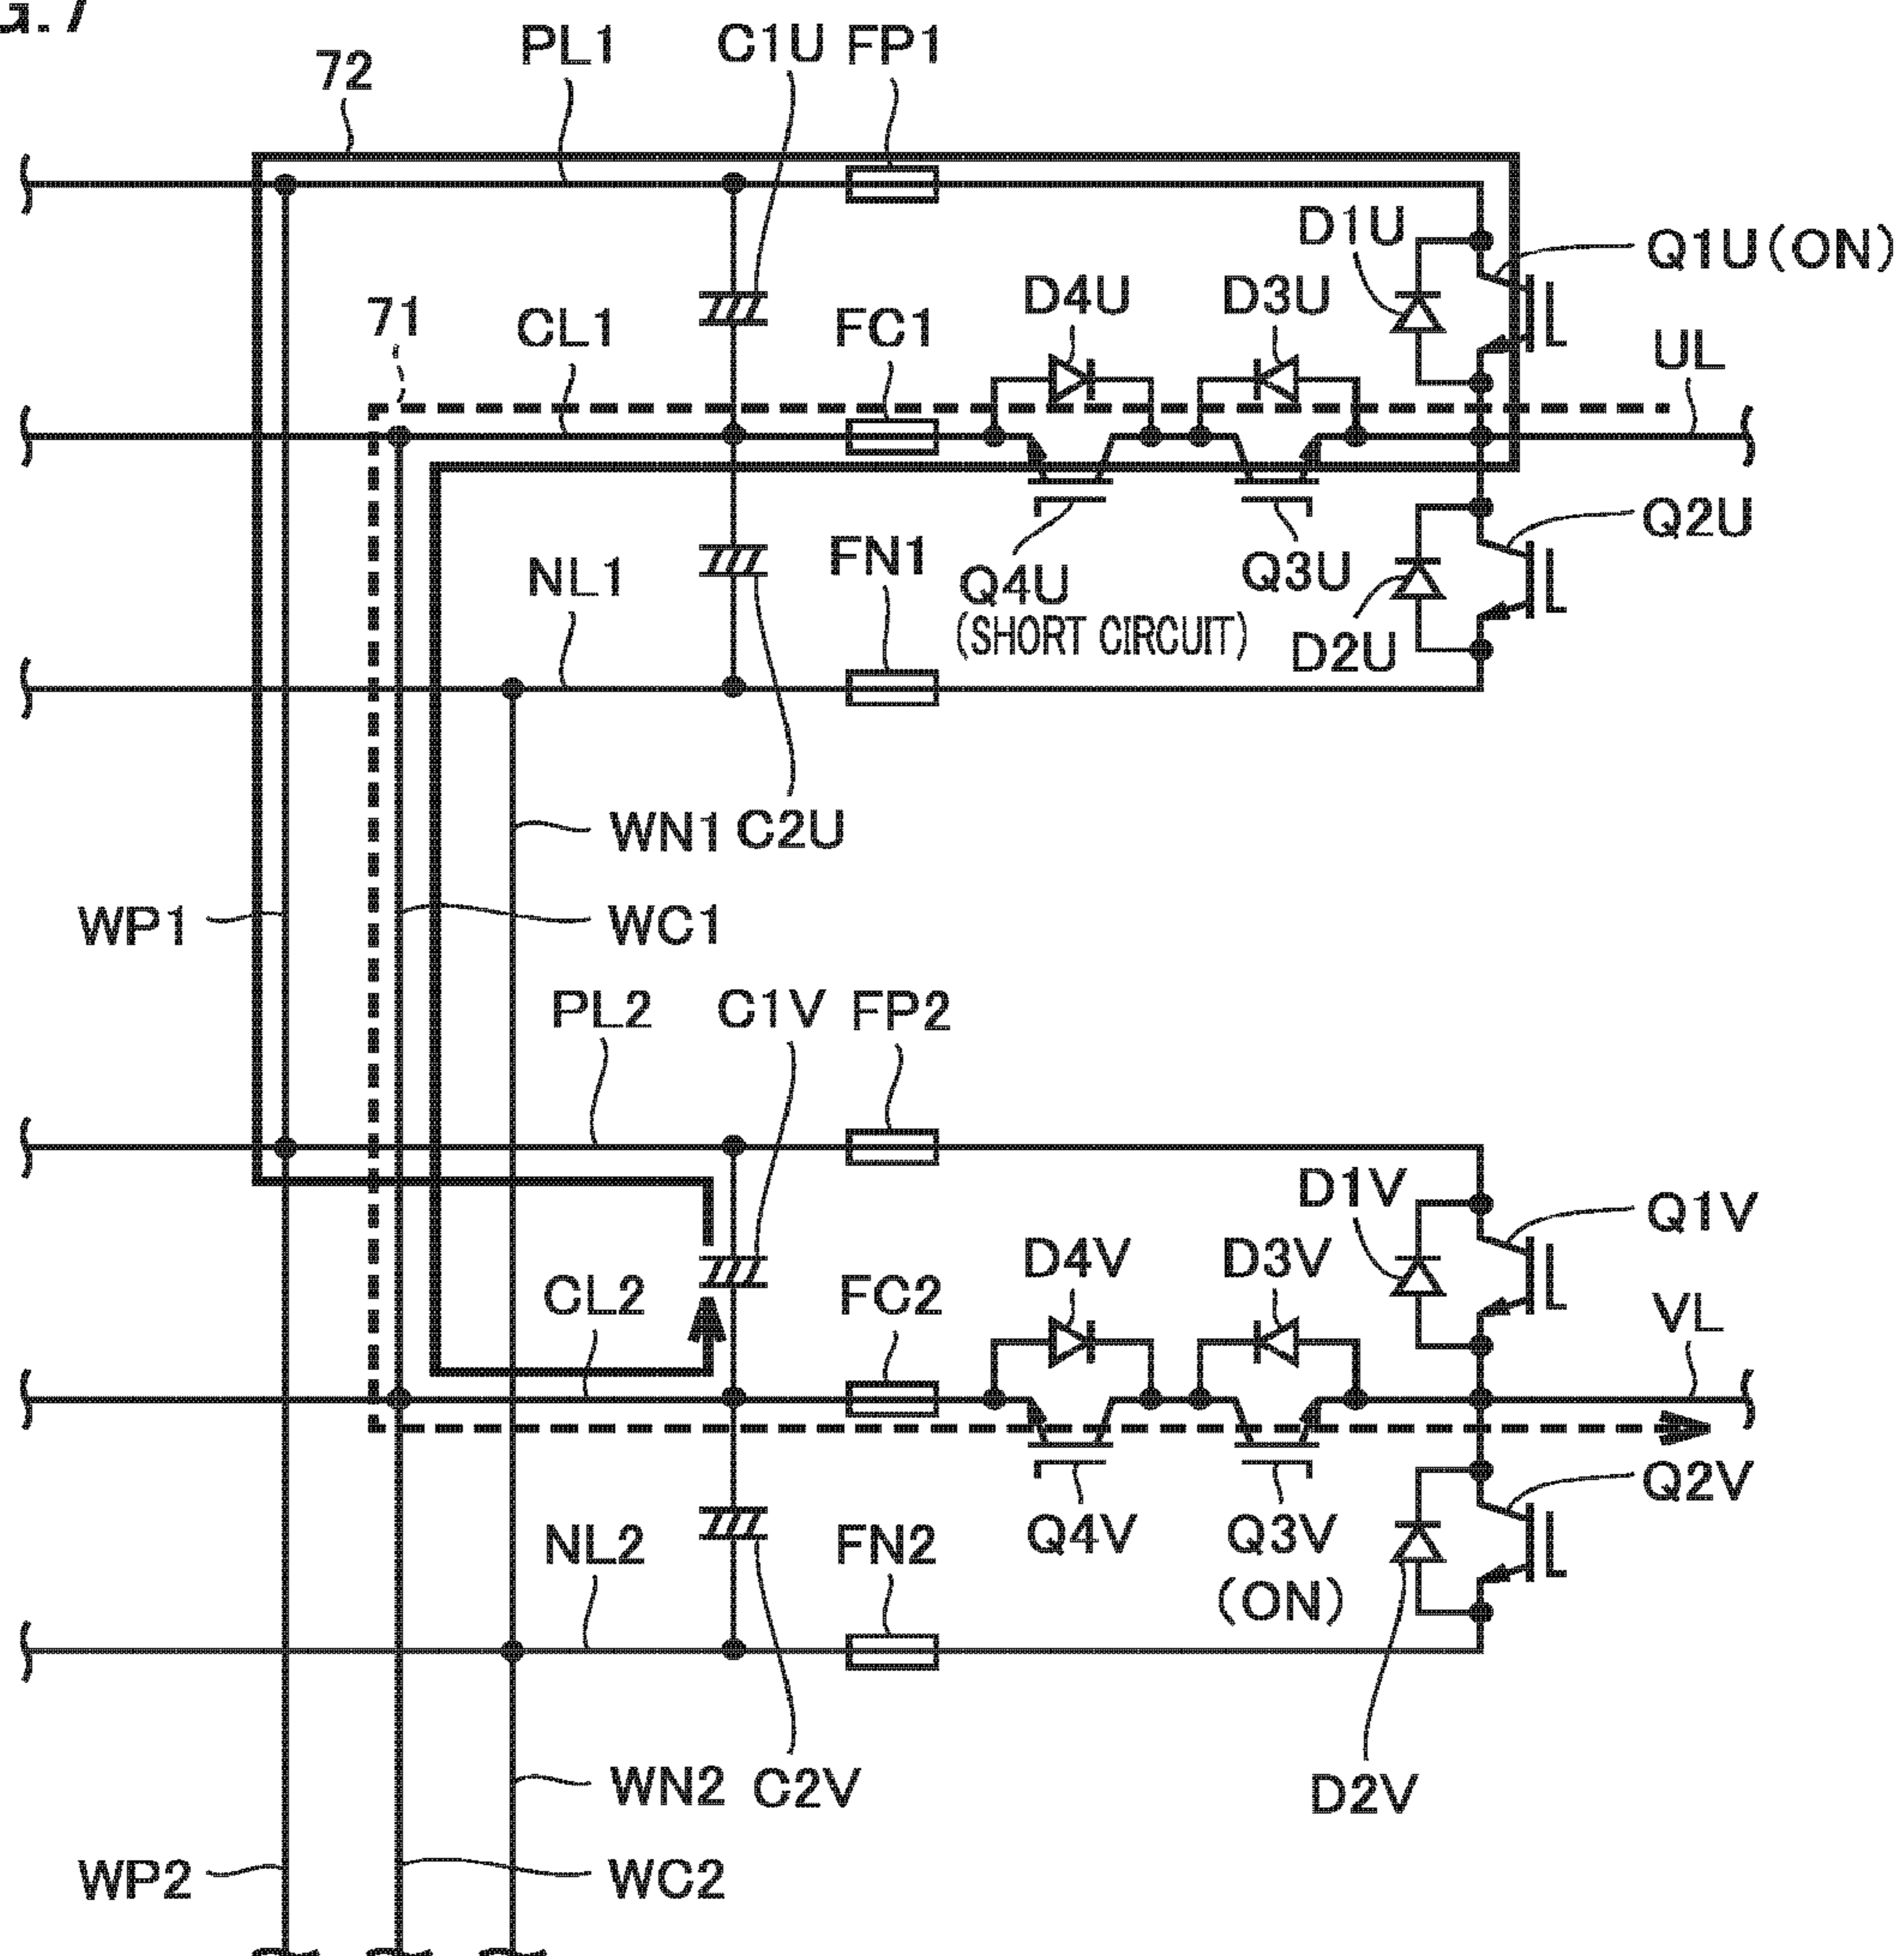 G.7
72
PL1
C1U
FP1
D1U
Q1U(ON)
71
CL1
FC1
D4U
D3U
UL
NL1
FN1
Q4U
(SHORT CIRCUIT)
Q3U
Q2U
D2U
WN1
C2U
WP1
WC1
PL2
C1V
FP2
D1V
Q1V
CL2
FC2
D4V
D3V
VL
NL2
FN2
Q4V
Q3V
(ON)
Q2V
WN2
C2V
D2V
WP2
WC2